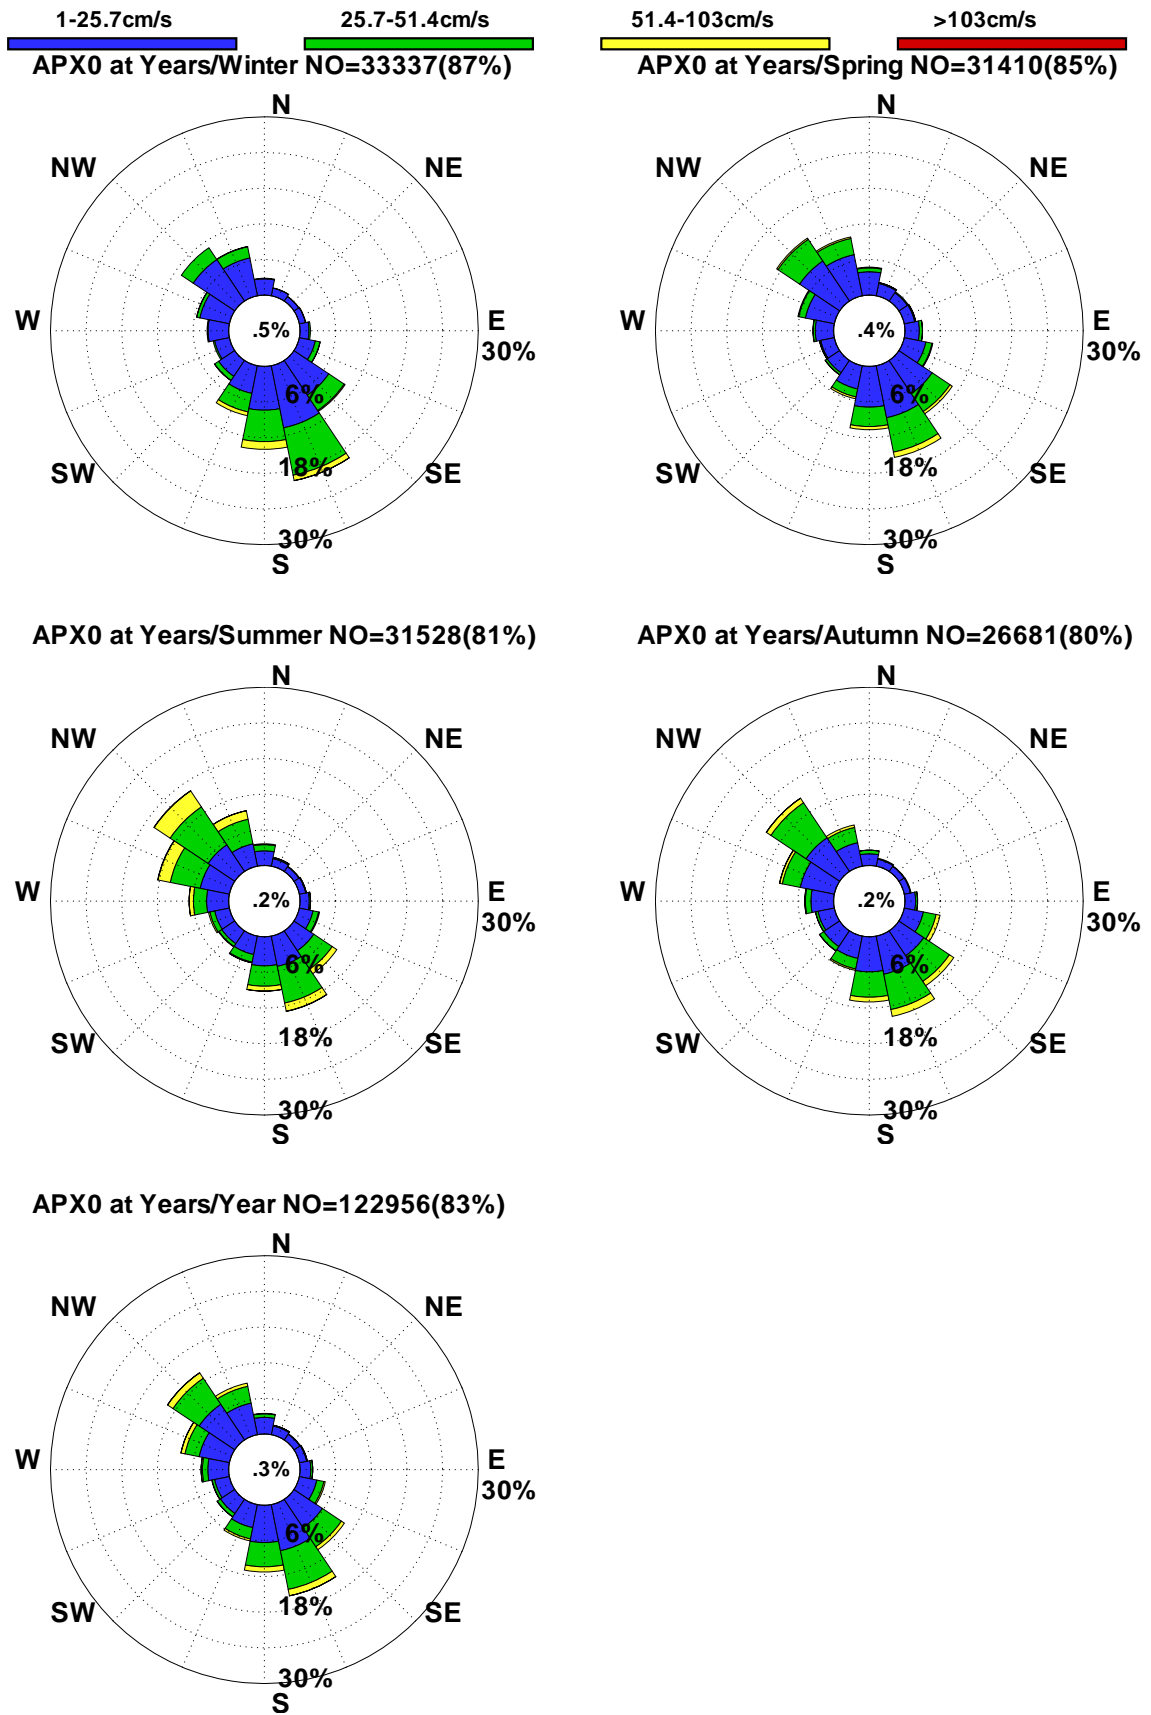 1-25.7cm/s 25.7-51.4cm/s 51.4-103cm/s >103cm/s
APX0 at Years/Winter NO=33337(87%)
N
NW NE
W .5% E
30%
6%
SW 18% SE
30%
S
APX0 at Years/Spring NO=31410(85%)
N
NW NE
W .4% E
30%
6%
SW 18% SE
30%
S
APX0 at Years/Summer NO=31528(81%)
N
NW NE
W .2% E
30%
6%
SW 18% SE
30%
S
APX0 at Years/Autumn NO=26681(80%)
N
NW NE
W .2% E
30%
6%
SW 18% SE
30%
S
APX0 at Years/Year NO=122956(83%)
N
NW NE
W .3% E
30%
6%
SW 18% SE
30%
S